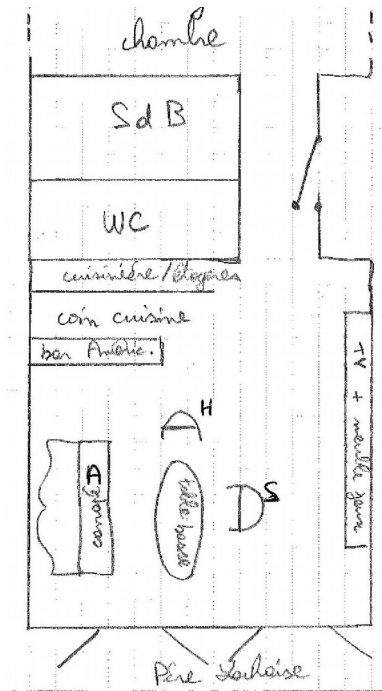 chambre
SdB
WC
cuisinière/étagères
coin cuisine
bar Améric.
H
TV + meuble jeux
A
canapé
table basse
S
Père Lachaise